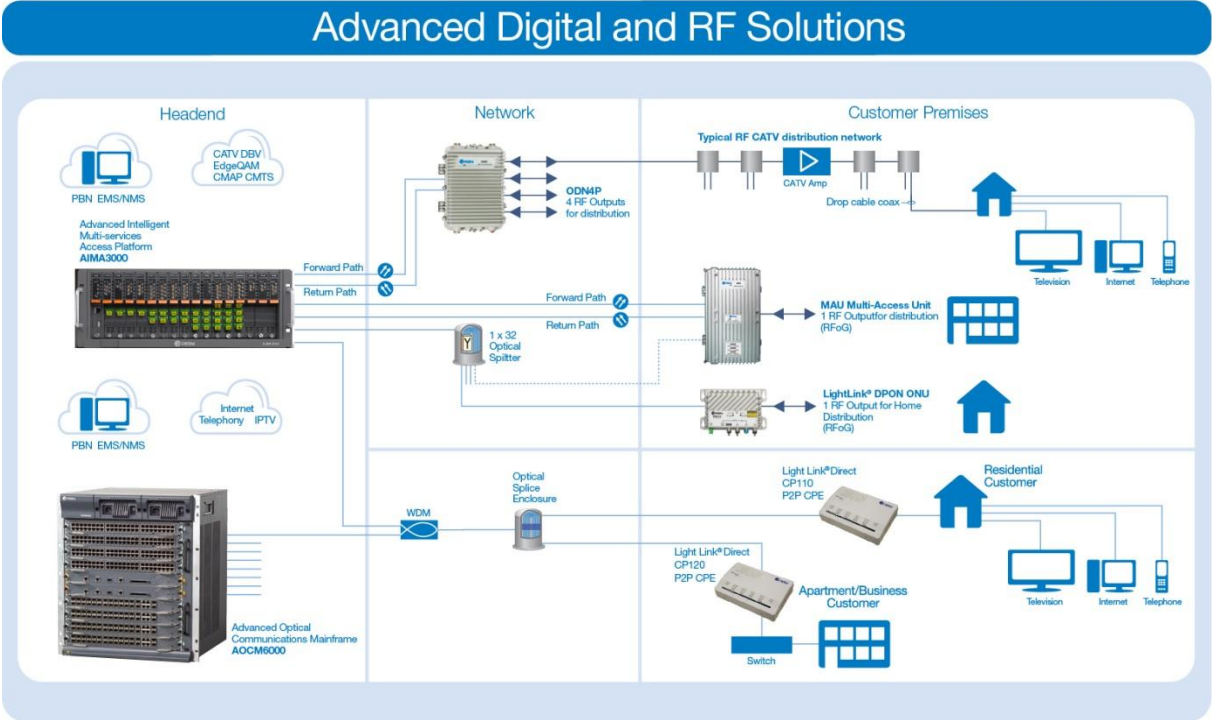 Advanced Digital and RF Solutions
Headend
Network
Customer Premises
PBN EMS/NMS
CATV DBV
EdgeQAM
CMAP CMTS
Advanced Intelligent
Multi-services
Access Platform
AIMA3000
Forward Path
Return Path
ODN4P
4 RF Outputs
for distribution
Typical RF CATV distribution network
CATV Amp
Drop cable coax
Television
Internet
Telephone
Forward Path
Return Path
1 x 32
Optical
Spiltter
Y
MAU Multi-Access Unit
1 RF Outputfor distribution
(RFoG)
LightLink® DPON ONU
1 RF Output for Home
Distribution
(RFoG)
PBN EMS/NMS
Internet
Telephony IPTV
Advanced Optical
Communications Mainframe
AOCM6000
WDM
Optical
Splice
Enclosure
Light Link® Direct
CP110
P2P CPE
Residential
Customer
Light Link® Direct
CP120
P2P CPE
Apartment/Business
Customer
Switch
Television
Internet
Telephone